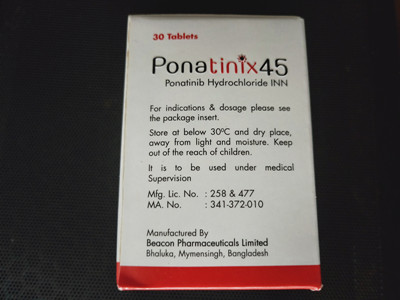 30 Tablets
Ponatinix45
Ponatinib Hydrochloride INN
For indications & dosage please see
the package insert.
Store at below 30ºC and dry place,
away from light and moisture. Keep
out of the reach of children.
It is to be used under medical
Supervision
Mfg. Lic. No. : 258 & 477
MA. No. : 341-372-010
Manufactured By
Beacon Pharmaceuticals Limited
Bhaluka, Mymensingh, Bangladesh